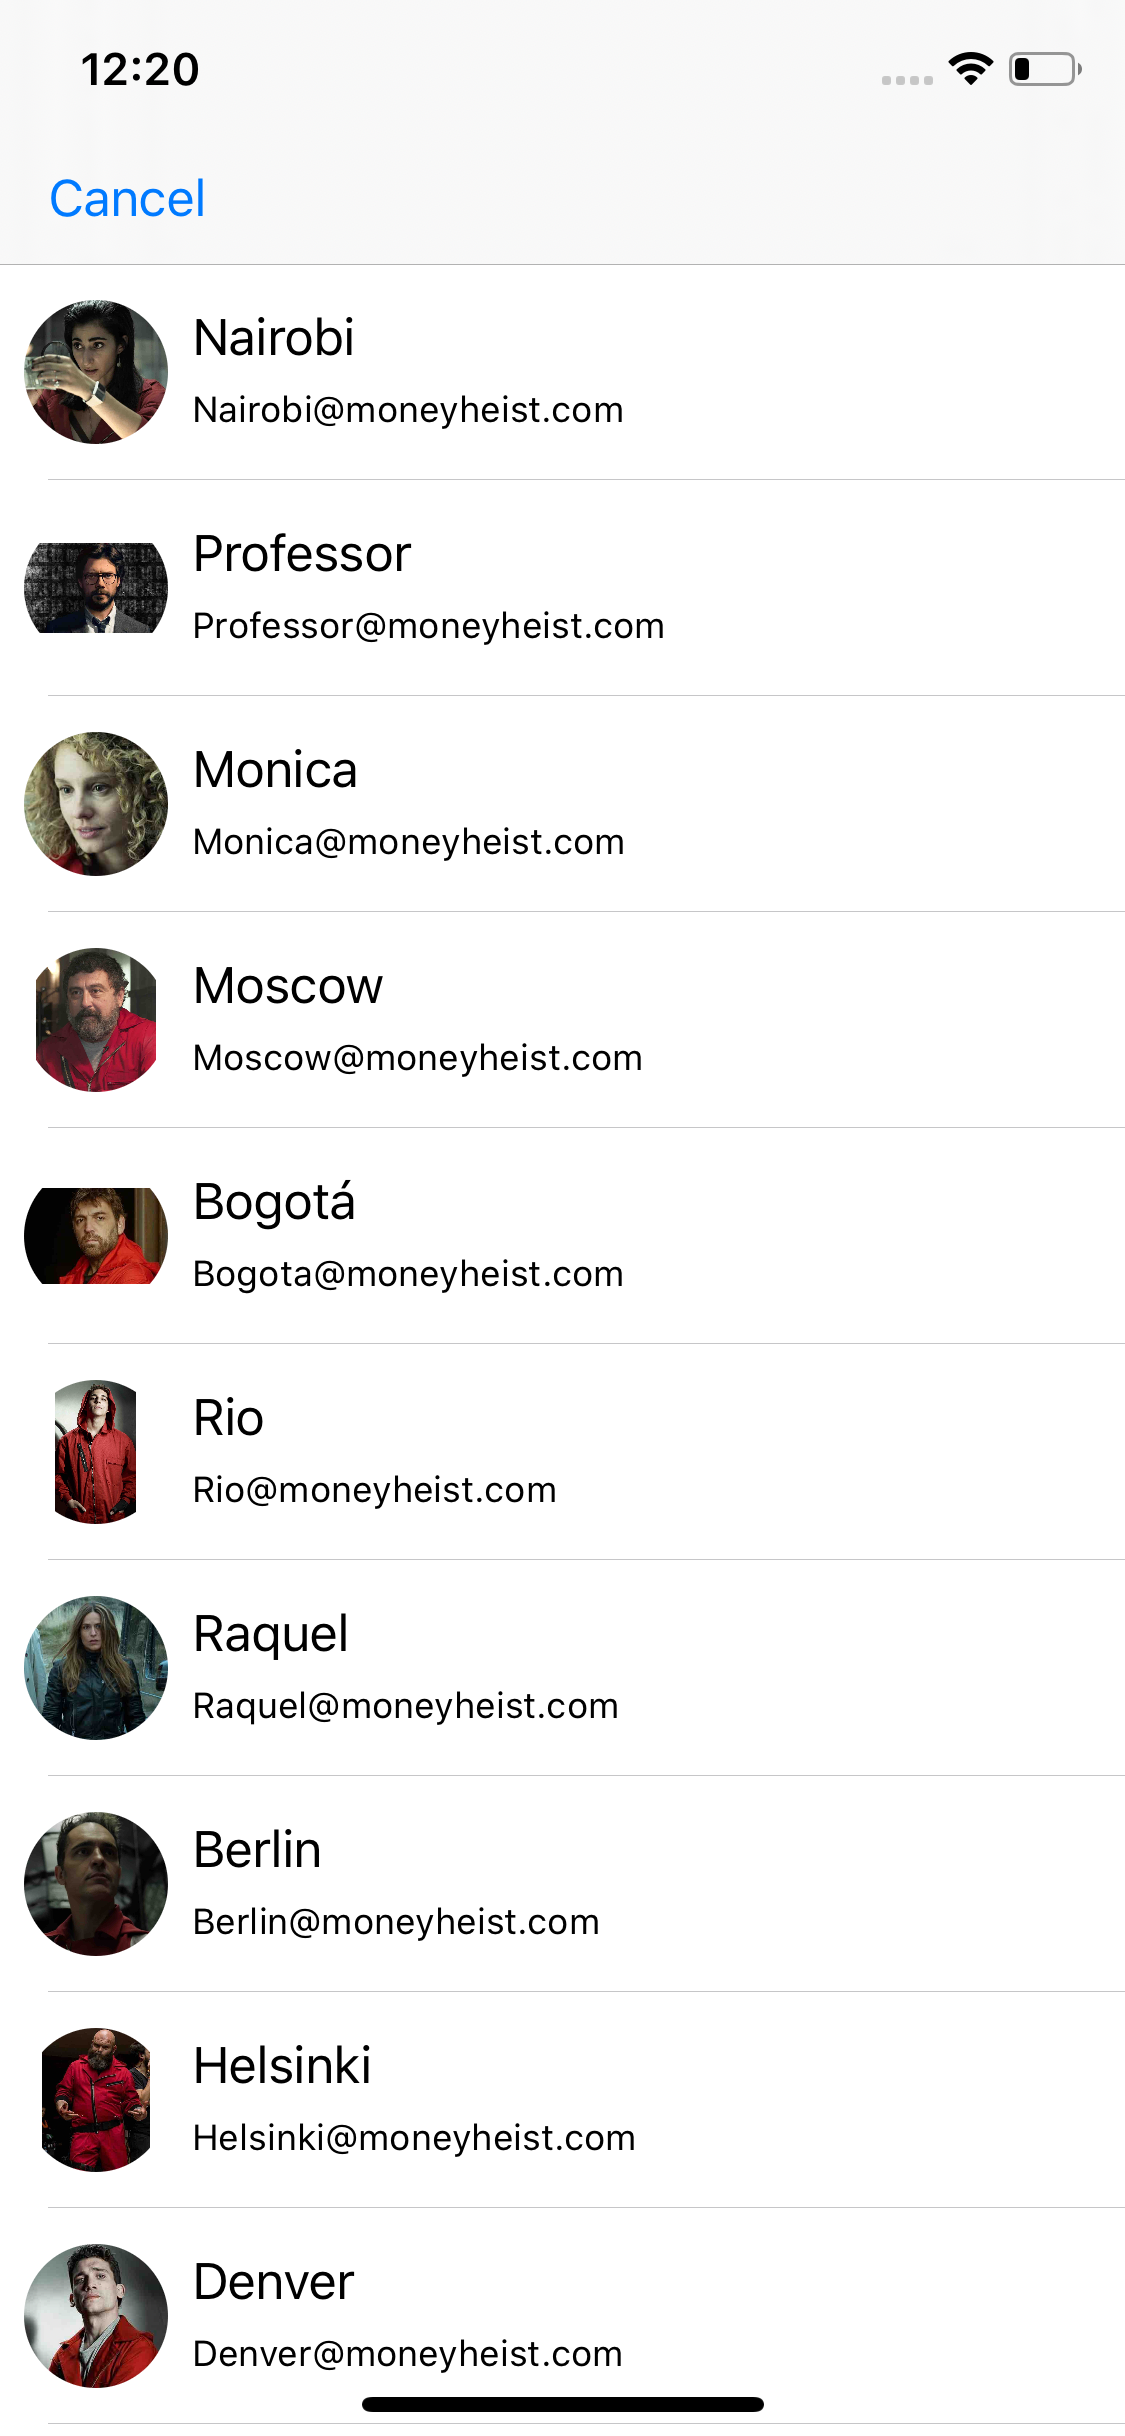 12:20
Cancel
Nairobi
Nairobi@moneyheist.com
Professor
Professor@moneyheist.com
Monica
Monica@moneyheist.com
Moscow
Moscow@moneyheist.com
Bogotá
Bogota@moneyheist.com
Rio
Rio@moneyheist.com
Raquel
Raquel@moneyheist.com
Berlin
Berlin@moneyheist.com
Helsinki
Helsinki@moneyheist.com
Denver
Denver@moneyheist.com